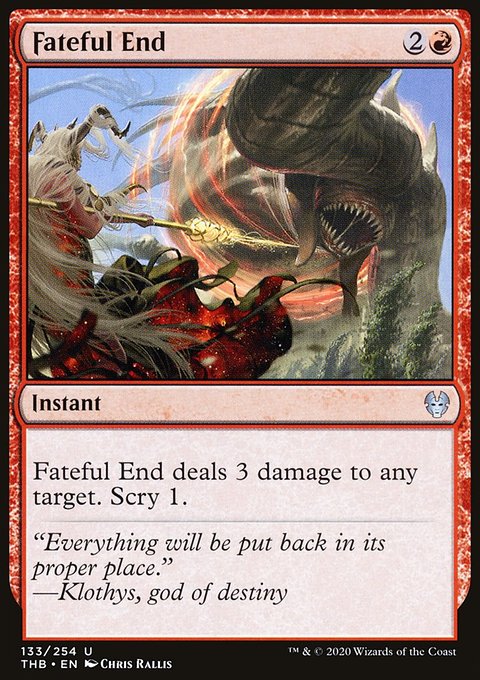 Fateful End 2
Instant
Fateful End deals 3 damage to any
target. Scry 1.
“Everything will be put back in its
proper place.”
—Klothys, god of destiny
133/254 U
THB • EN Chris Rallis
™ & © 2020 Wizards of the Coast